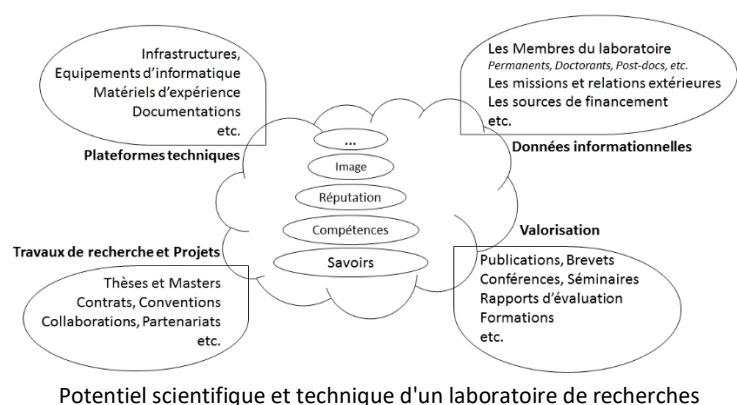 Infrastructures,
Equipements d'informatique
Matériels d'expérience
Documentations
etc.
Plateformes techniques
Les Membres du laboratoire
Permanents, Doctorants, Post-docs, etc.
Les missions et relations extérieures
Les sources de financement
etc.
Données informationnelles
...
Image
Réputation
Compétences
Savoirs
Travaux de recherche et Projets
Thèses et Masters
Contrats, Conventions
Collaborations, Partenariats
etc.
Valorisation
Publications, Brevets
Conférences, Séminaires
Rapports d'évaluation
Formations
etc.
Potentiel scientifique et technique d'un laboratoire de recherches